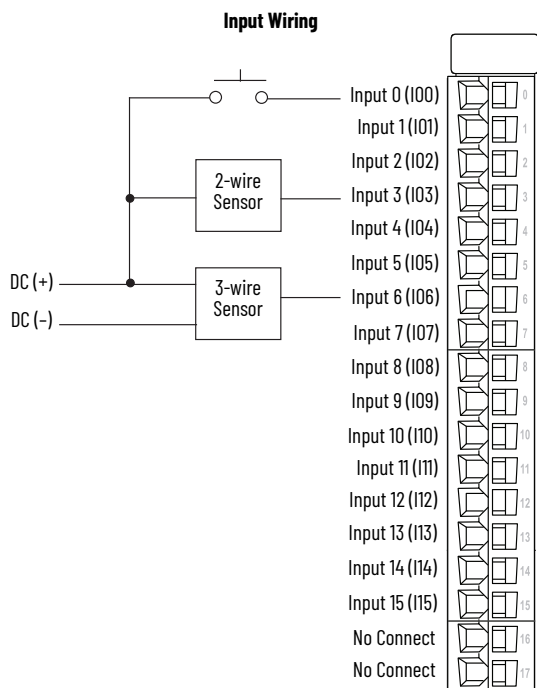 Input Wiring
Input 0 (I00)
0
Input 1 (I01)
1
Input 2 (I02)
2
2-wire
Sensor
Input 3 (I03)
3
Input 4 (I04)
4
Input 5 (I05)
5
DC (+)
3-wire
Sensor
Input 6 (I06)
6
DC (–)
Input 7 (I07)
7
Input 8 (I08)
8
Input 9 (I09)
9
Input 10 (I10)
10
Input 11 (I11)
11
Input 12 (I12)
12
Input 13 (I13)
13
Input 14 (I14)
14
Input 15 (I15)
15
No Connect
16
No Connect
17